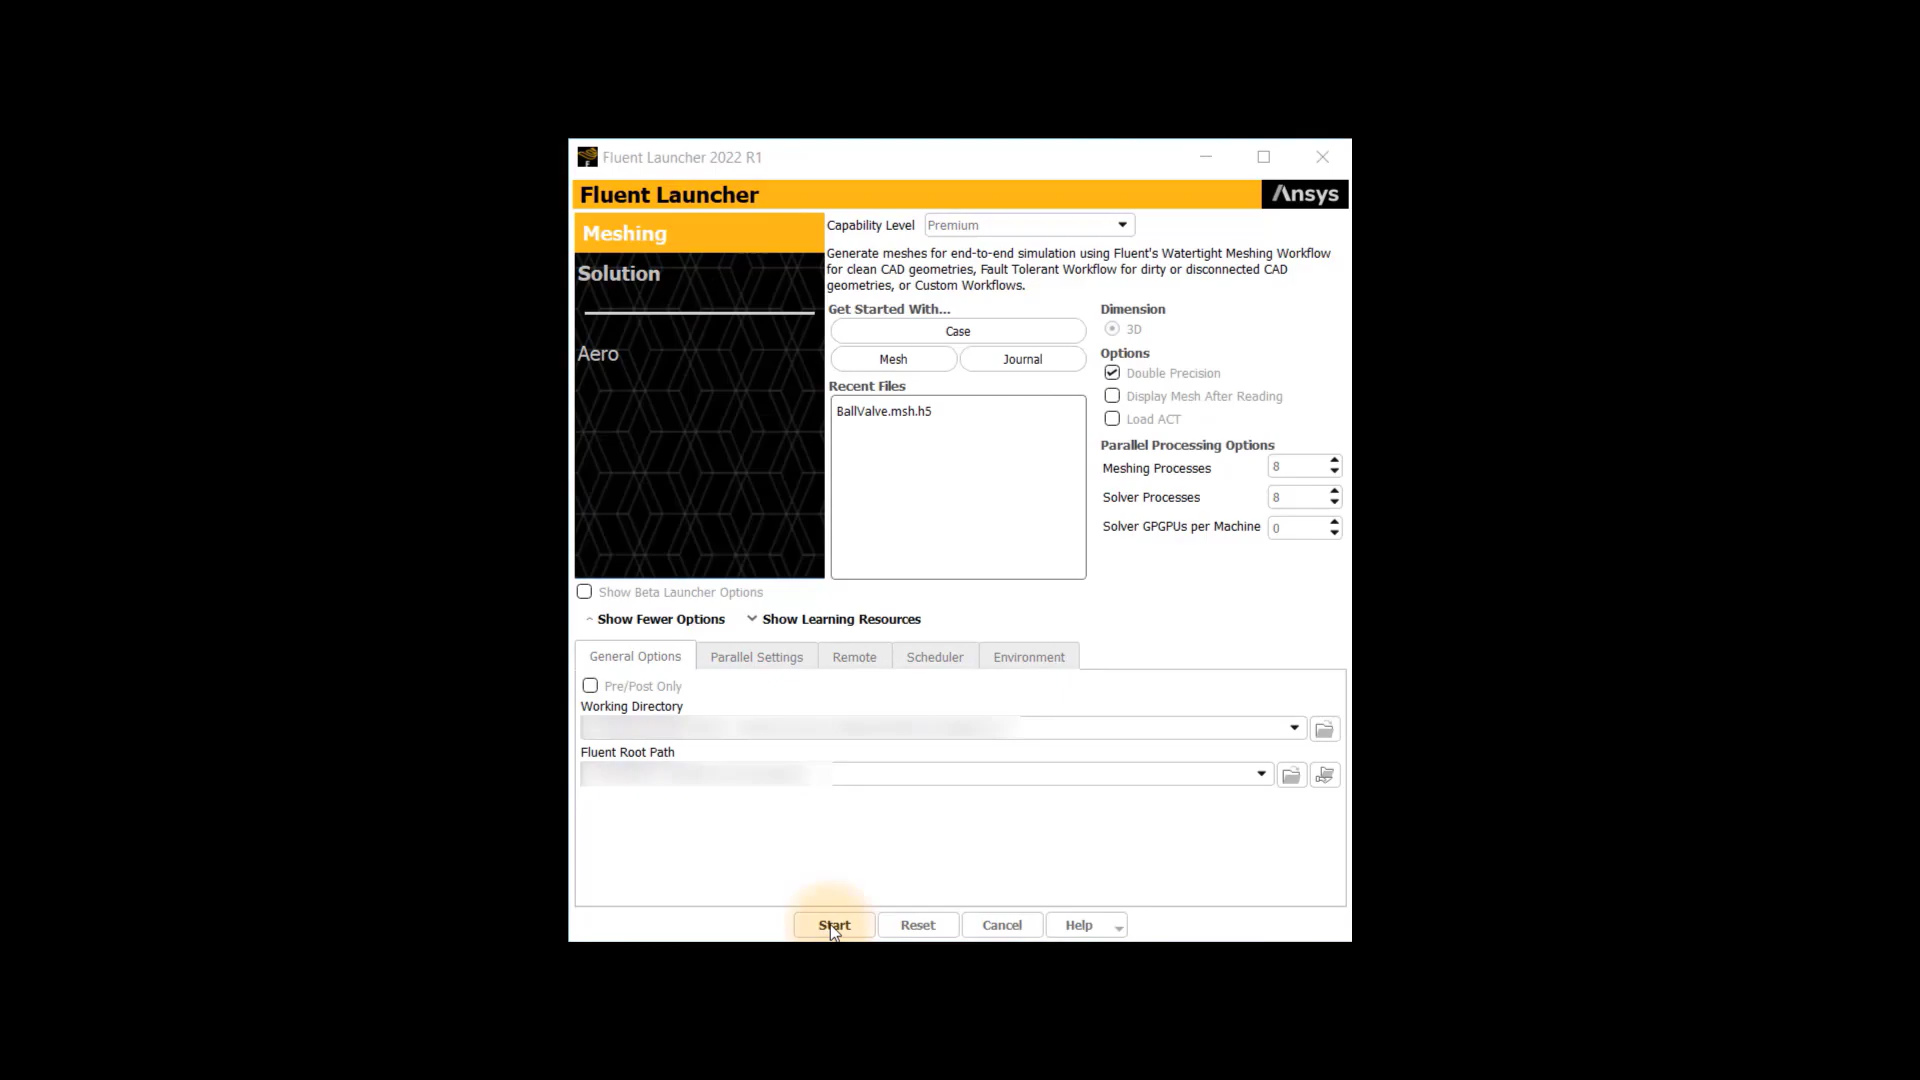 Fluent Launcher 2022 R1
Fluent Launcher
Ansys
Meshing
Solution
Aero
Capability Level Premium
Generate meshes for end-to-end simulation using Fluent's Watertight Meshing Workflow
for clean CAD geometries, Fault Tolerant Workflow for dirty or disconnected CAD
geometries, or Custom Workflows.
Get Started With...
Case
Mesh Journal
Recent Files
BallValve.msh.h5
Dimension
3D
Options
Double Precision
Display Mesh After Reading
Load ACT
Parallel Processing Options
Meshing Processes 8
Solver Processes 8
Solver GPGPUs per Machine 0
Show Beta Launcher Options
Show Fewer Options Show Learning Resources
General Options Parallel Settings Remote Scheduler Environment
Pre/Post Only
Working Directory
Fluent Root Path
Start Reset Cancel Help